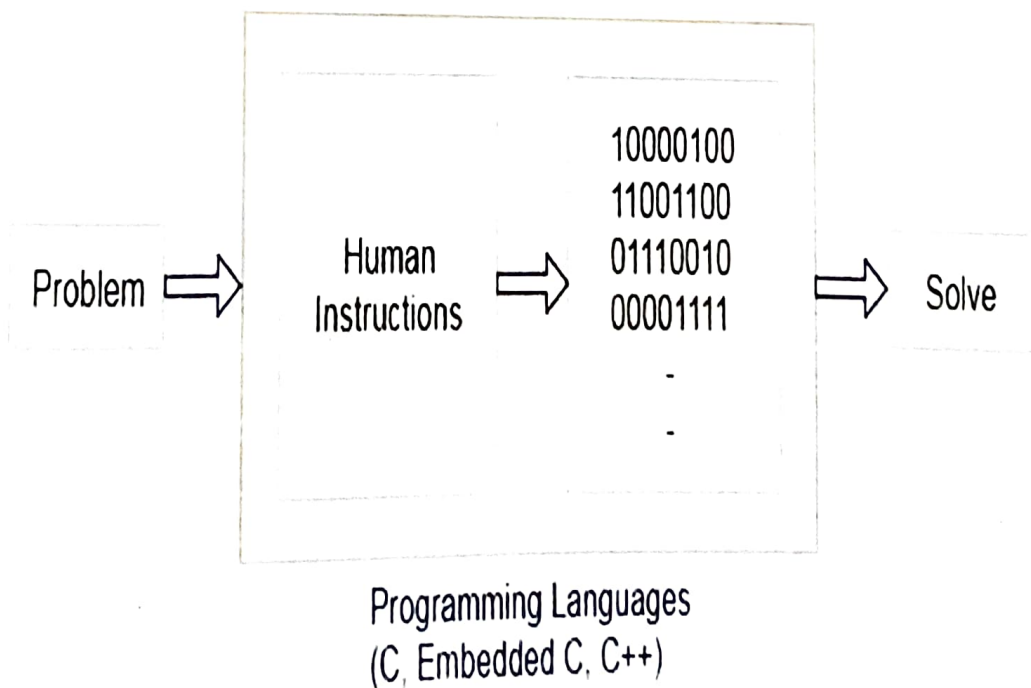 Problem
Human
Instructions
10000100
11001100
01110010
00001111
-
-
Solve
Programming Languages
(C, Embedded C, C++)